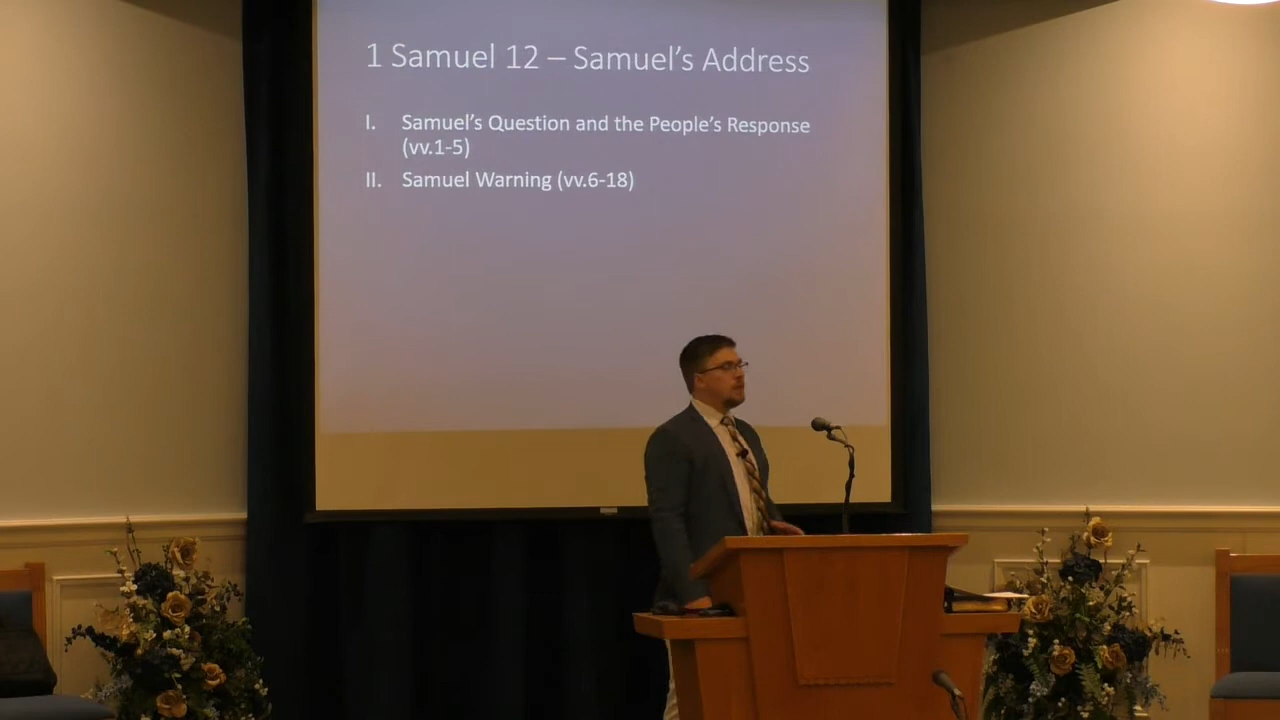 1 Samuel 12 – Samuel's Address
I. Samuel's Question and the People's Response
(vv.1-5)
II. Samuel Warning (vv.6-18)